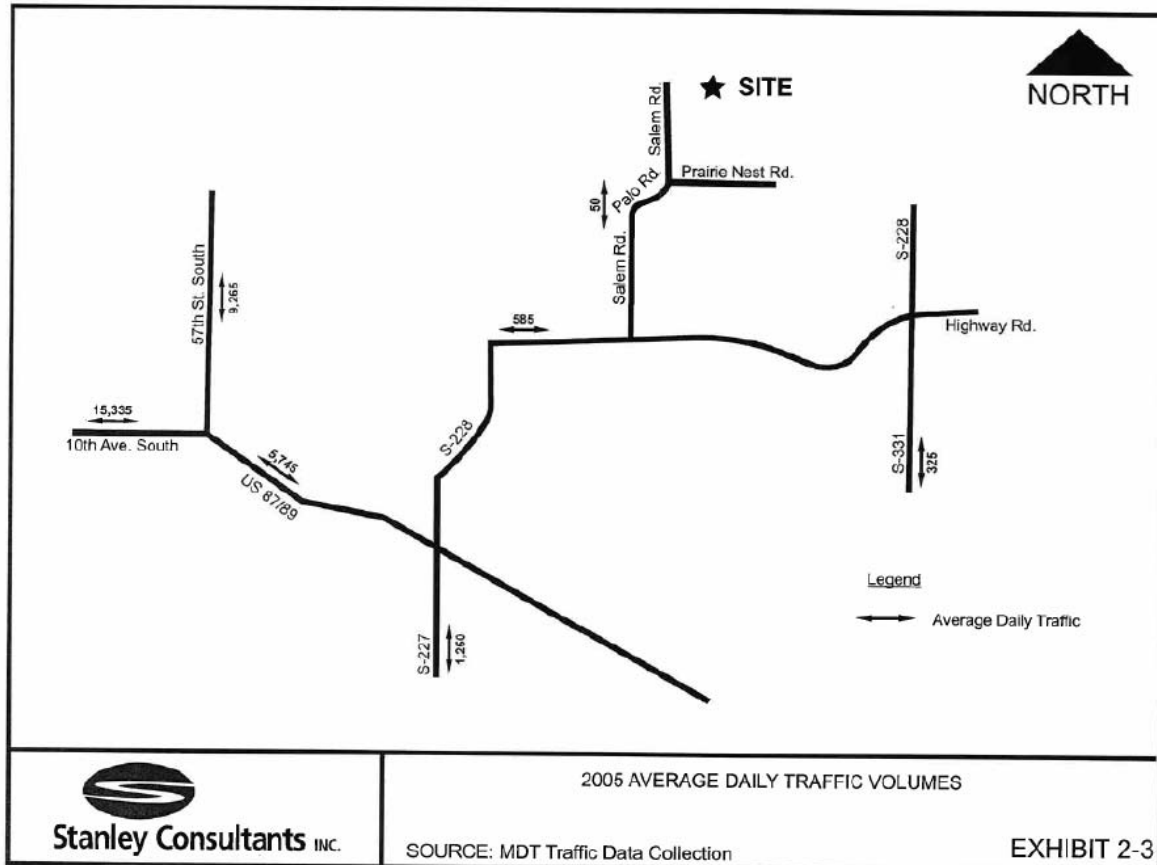 SITE
NORTH
Salem Rd.
Prairie Nest Rd.
Palo Rd.
50
Salem Rd.
57th St. South
9,265
S-228
Highway Rd.
585
15,335
10th Ave. South
S-228
5,745
US 87/89
S-331
325
S-227
1,250
Legend
Average Daily Traffic
2005 AVERAGE DAILY TRAFFIC VOLUMES
Stanley Consultants INC.
SOURCE: MDT Traffic Data Collection
EXHIBIT 2-3